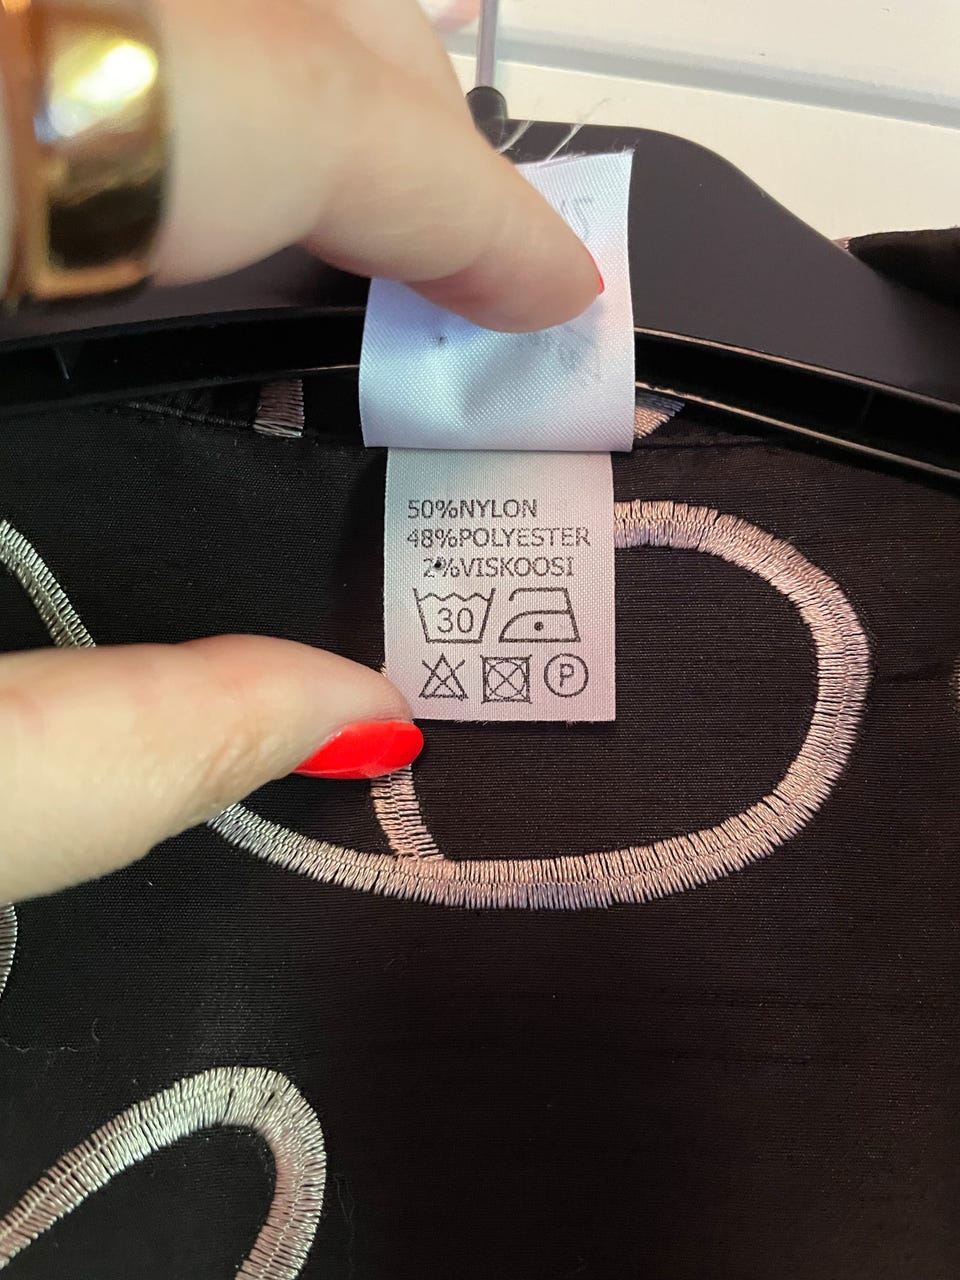 50%NYLON
48%POLYESTER
2%VISKOOSI
30
P